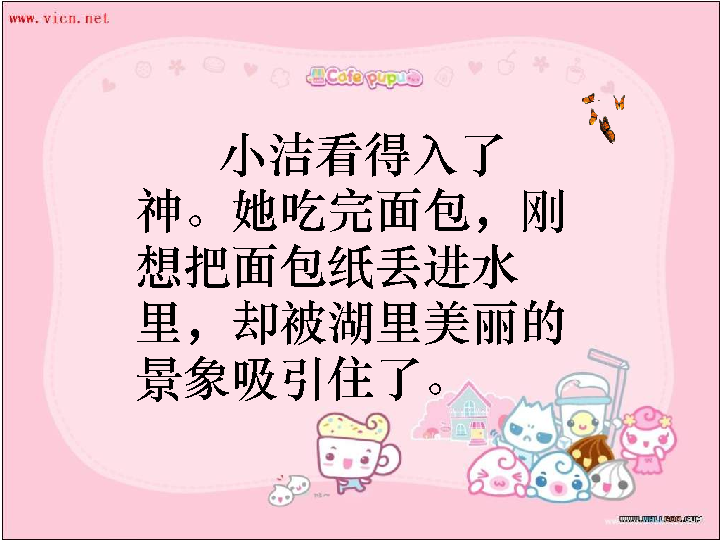 www.vicn.net
Cafe pupu
小洁看得入了
神。她吃完面包，刚
想把面包纸丢进水
里，却被湖里美丽的
景象吸引住了。